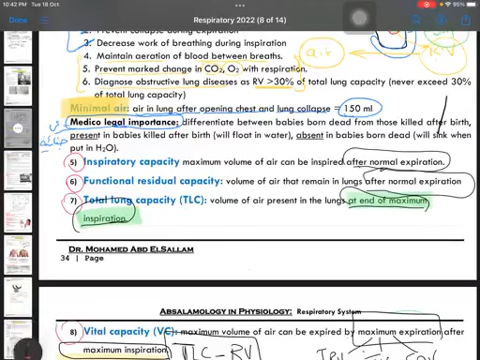 10:42 PM Tue 18 Oct
Respiratory 2022 (8 of 14)
95%
Done
2. Prevent collapse during expiration
3. Decrease work of breathing during inspiration
4. Maintain aeration of blood between breaths.
5. Prevent marked change in CO2, O2 with respiration.
6. Diagnose obstructive lung diseases as RV >30% of total lung capacity (never exceed 30%
of total lung capacity)
air
RV
Minimal air: air in lung after opening chest and lung collapse = 150 ml
Medico legal importance: differentiate between babies born dead from those killed after birth,
present in babies killed after birth (will float in water), absent in babies born dead (will sink when
put in H2O).
5) Inspiratory capacity maximum volume of air can be inspired after normal expiration.
6) Functional residual capacity: volume of air that remain in lungs after normal expiration
7) Total lung capacity (TLC): volume of air present in the lungs at end of maximum
inspiration.
DR. MOHAMED ABD ELSALLAM
34 | Page
ABSALAMOLOGY IN PHYSIOLOGY: Respiratory System
8) Vital capacity (VC): maximum volume of air can be expired by maximum expiration after
maximum inspiration.
TLC - RV